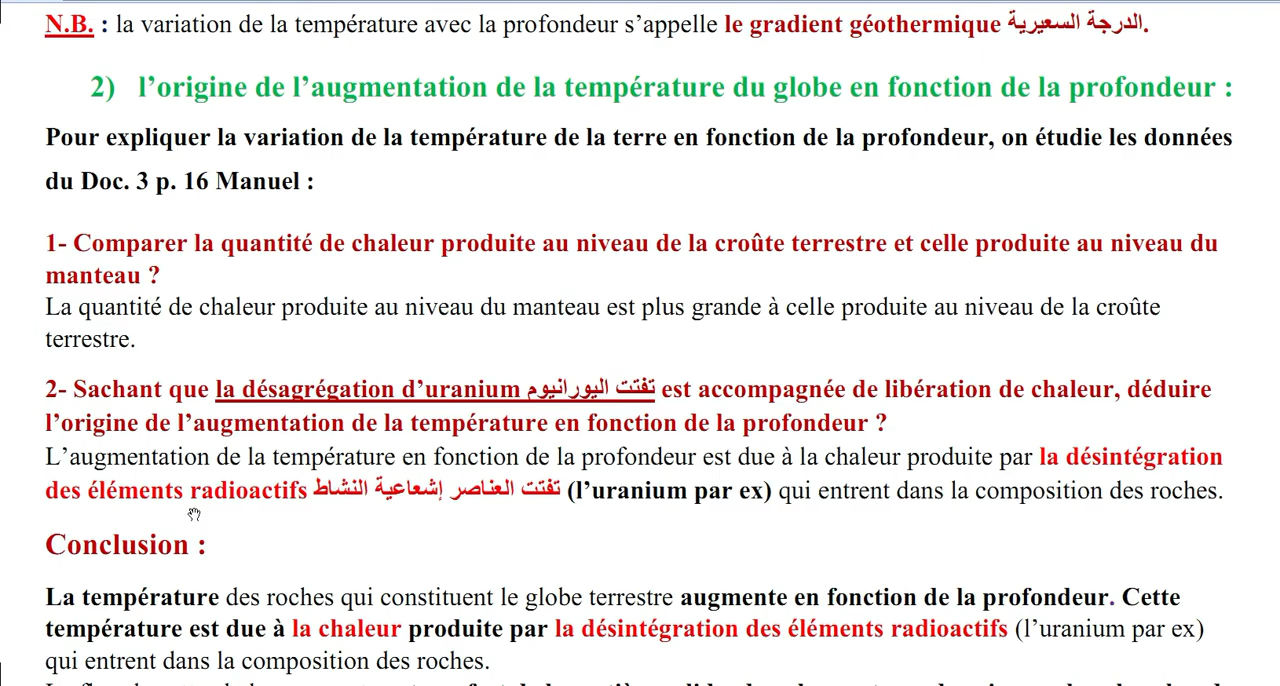 N.B. : la variation de la température avec la profondeur s’appelle le gradient géothermique الدرجة السعيرية.
2) l’origine de l’augmentation de la température du globe en fonction de la profondeur :
Pour expliquer la variation de la température de la terre en fonction de la profondeur, on étudie les données
du Doc. 3 p. 16 Manuel :
1- Comparer la quantité de chaleur produite au niveau de la croûte terrestre et celle produite au niveau du
manteau ?
La quantité de chaleur produite au niveau du manteau est plus grande à celle produite au niveau de la croûte
terrestre.
2- Sachant que la désagrégation d’uranium تفتت اليورانيوم est accompagnée de libération de chaleur, déduire
l’origine de l’augmentation de la température en fonction de la profondeur ?
L’augmentation de la température en fonction de la profondeur est due à la chaleur produite par la désintégration
des éléments radioactifs تفتت العناصر إشعاعية النشاط (l’uranium par ex) qui entrent dans la composition des roches.
Conclusion :
La température des roches qui constituent le globe terrestre augmente en fonction de la profondeur. Cette
température est due à la chaleur produite par la désintégration des éléments radioactifs (l’uranium par ex)
qui entrent dans la composition des roches.